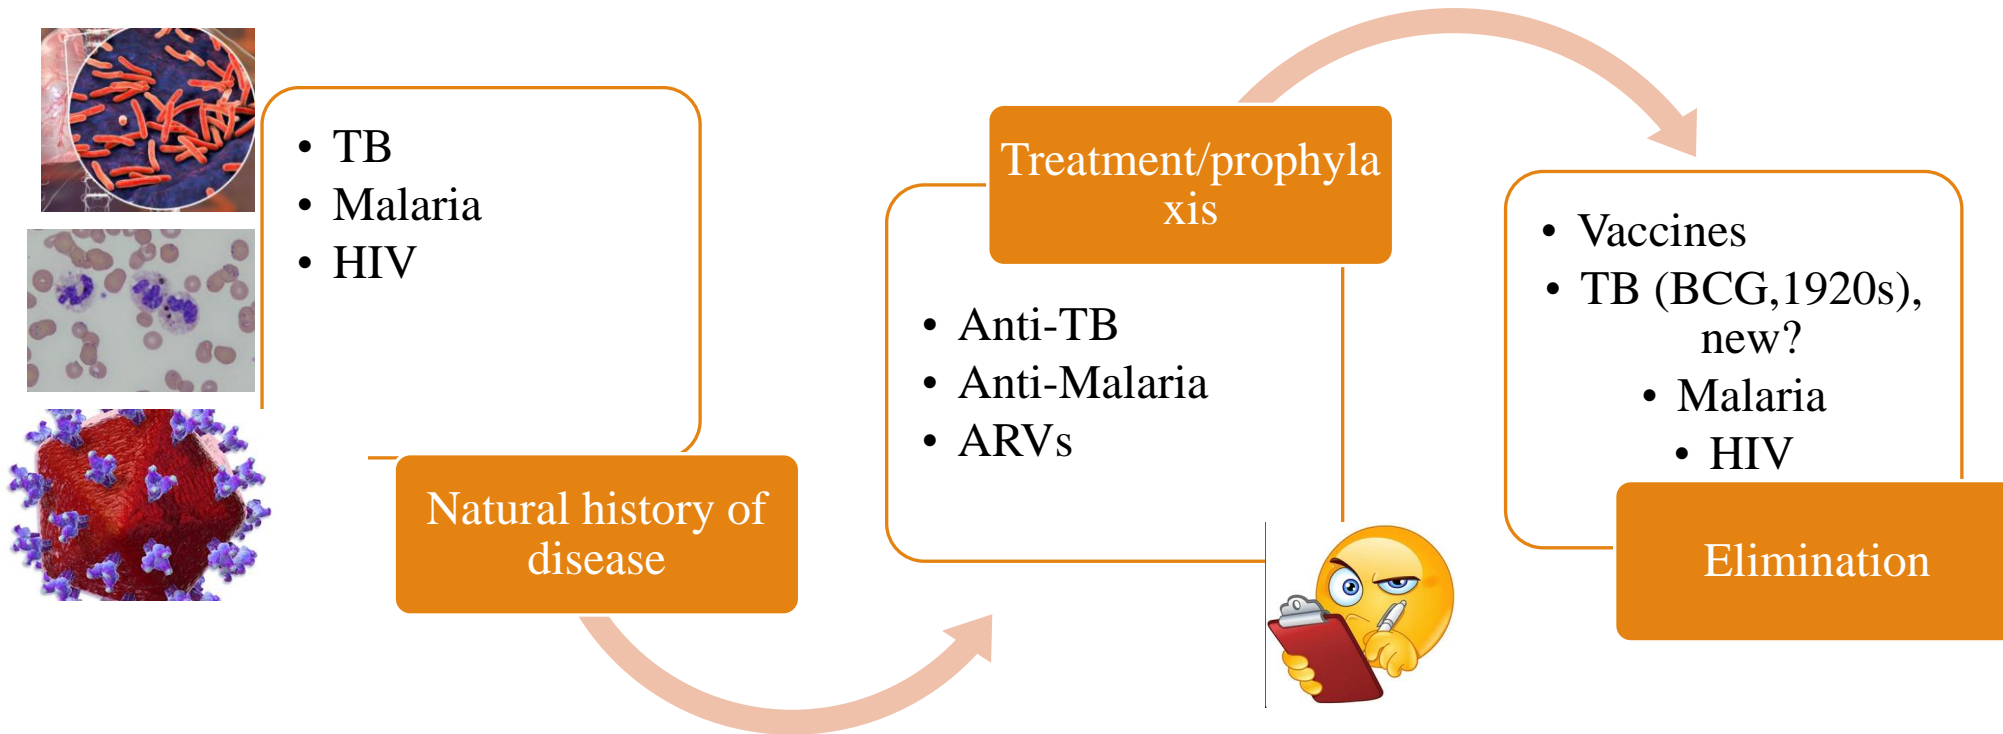 • TB
• Malaria
• HIV
Natural history of
disease
Treatment/prophyla
xis
• Anti-TB
• Anti-Malaria
• ARVs
• Vaccines
• TB (BCG,1920s),
new?
• Malaria
• HIV
Elimination